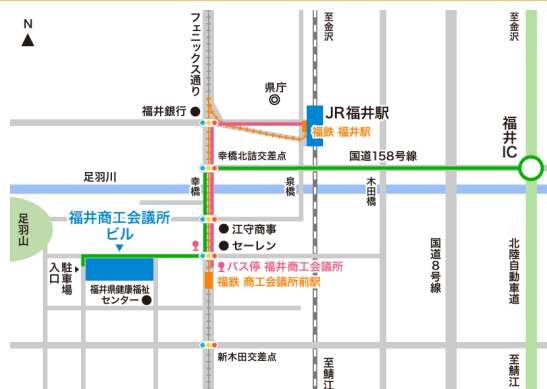 N
フェニックス通り
至金沢
至金沢
県庁
福井銀行
JR福井駅
福鉄 福井駅
福井IC
幸橋北詰交差点
国道158号線
足羽川
幸橋
泉橋
木田橋
足羽山
福井商工会議所
ビル
江守商事
セーレン
バス停 福井商工会議所
福鉄 商工会議所前駅
駐車場
入口
福井県健康福祉
センター
国道8号線
北陸自動車道
新木田交差点
至鯖江
至鯖江